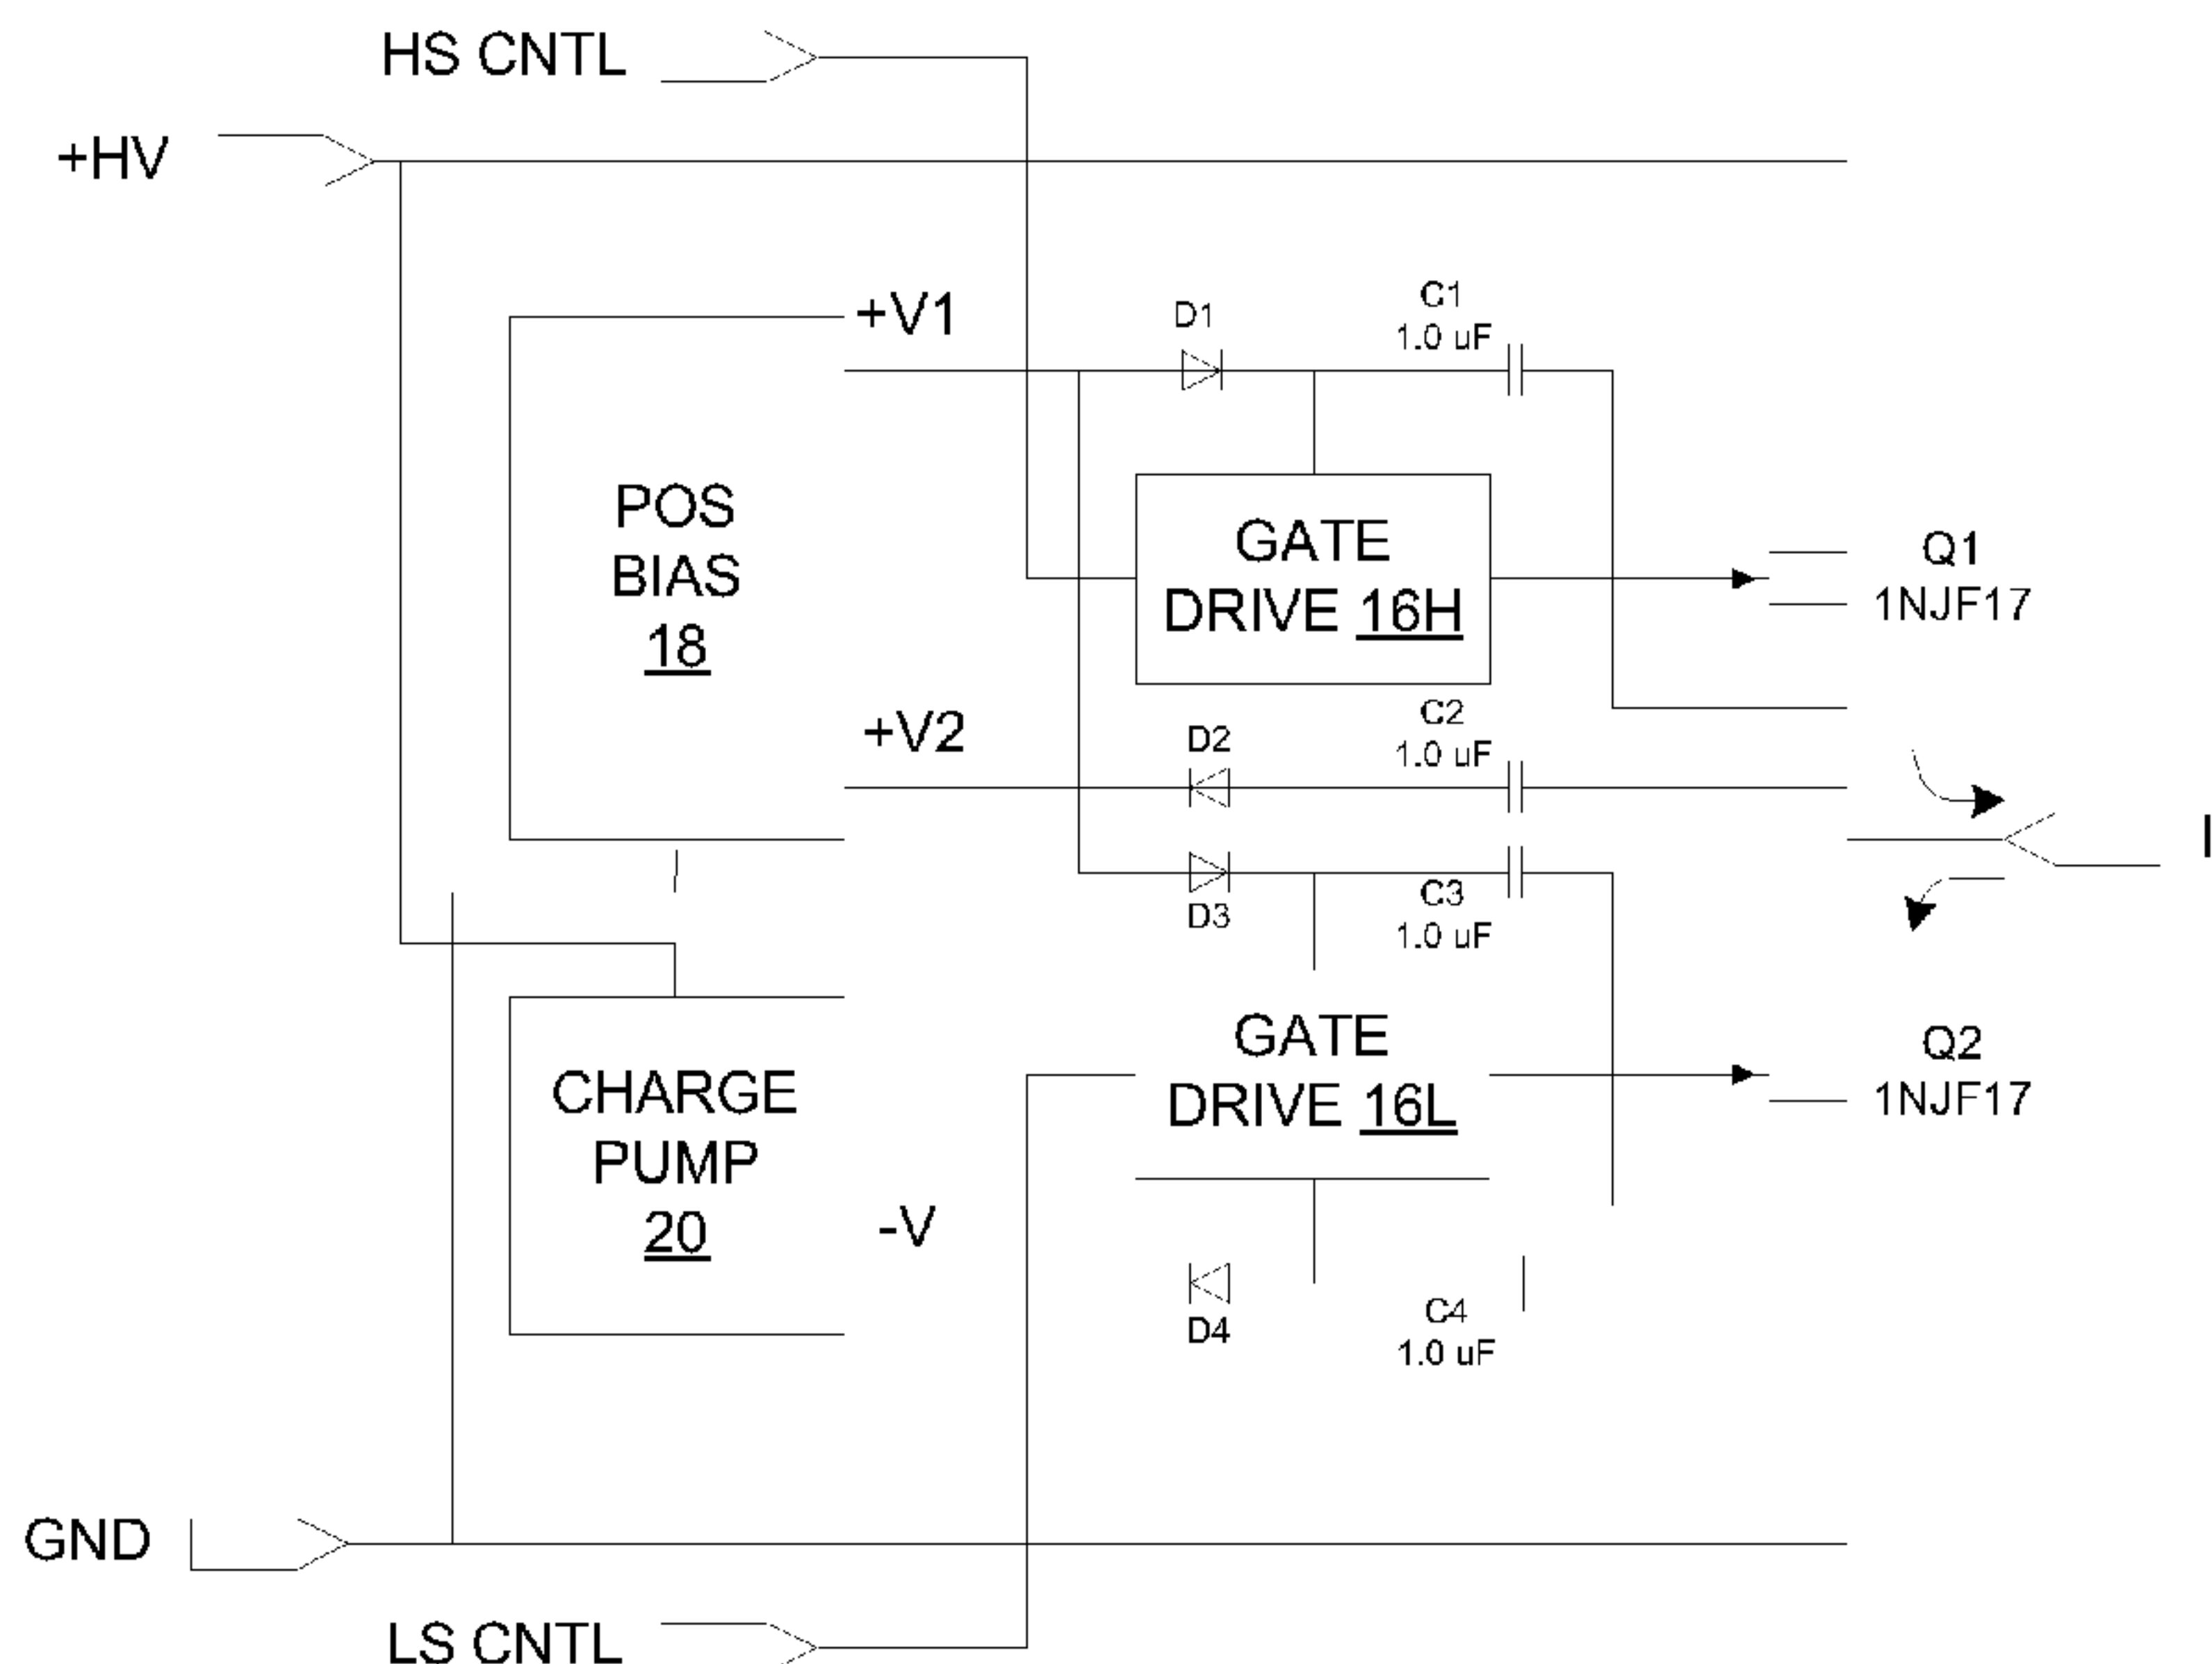 HS CNTL
+HV
+V1
D1
C1
1.0 uF
POS
BIAS
18
GATE
DRIVE 16H
Q1
1NJF17
+V2
D2
C2
1.0 uF
D3
C3
1.0 uF
I
CHARGE
PUMP
20
-V
GATE
DRIVE 16L
Q2
1NJF17
D4
C4
1.0 uF
GND
LS CNTL